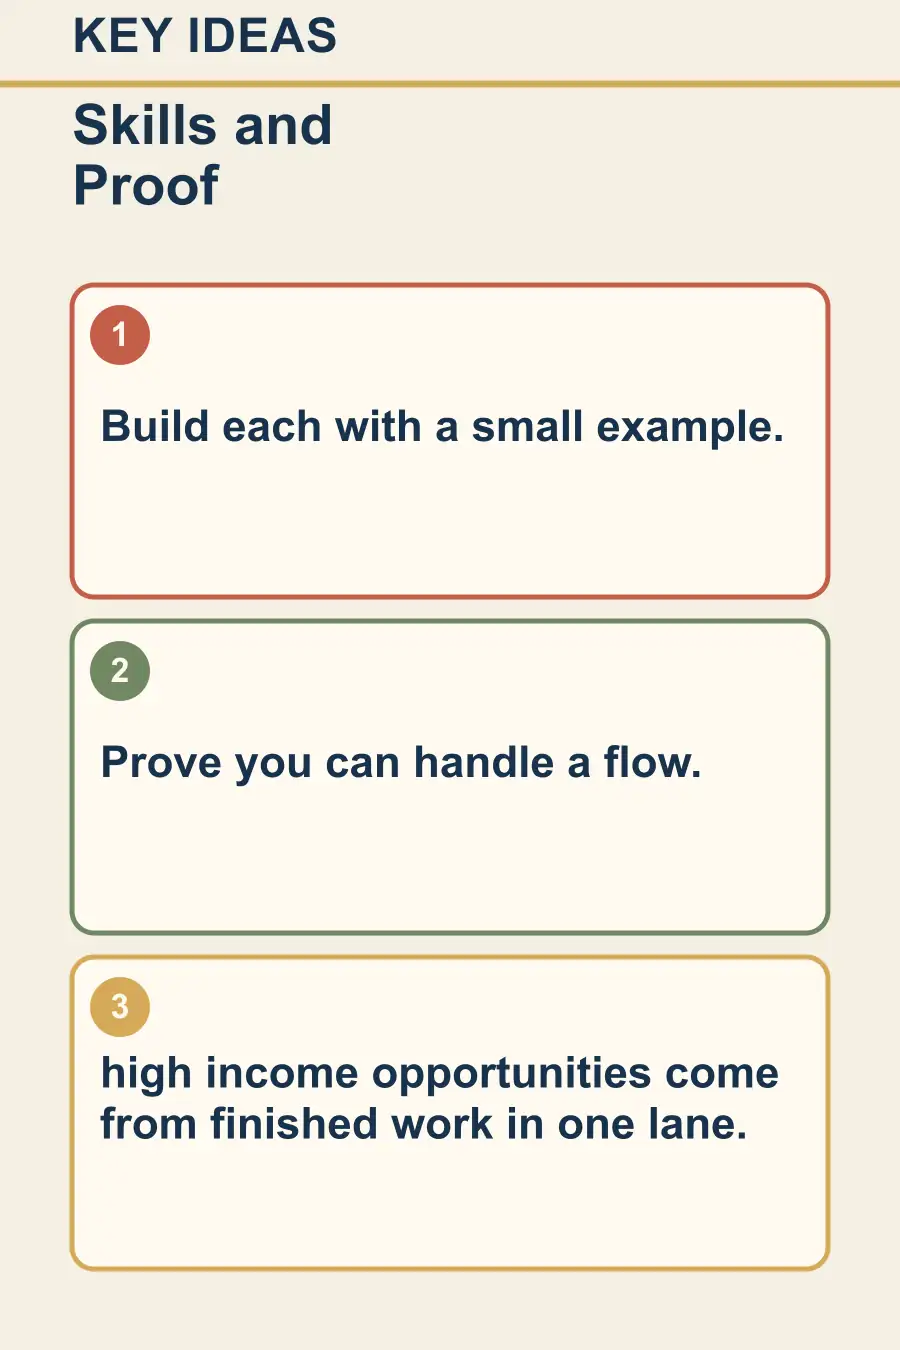 KEY IDEAS
Skills and
Proof
1
Build each with a small example.
2
Prove you can handle a flow.
3
high income opportunities come
from finished work in one lane.